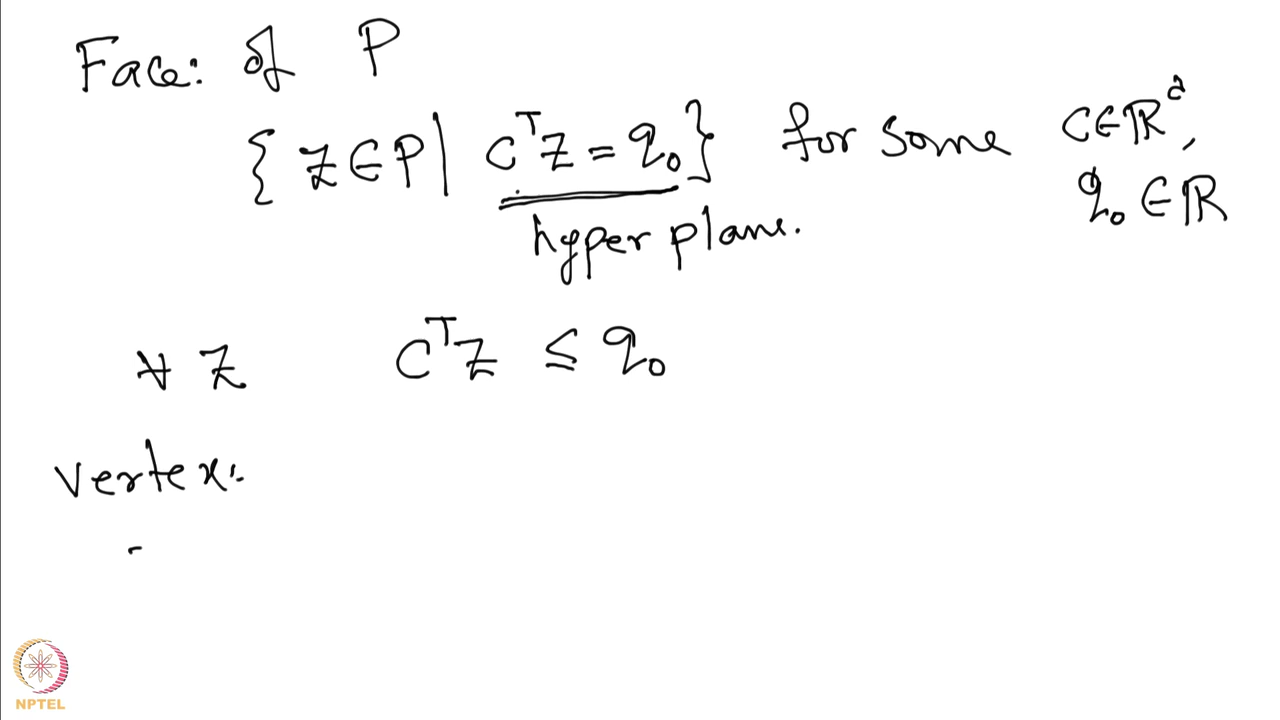 Face: of P
{ z ∈ P | Cᵀz = q₀ } for some C ∈ ℝᵈ,
q₀ ∈ ℝ
hyper plane.
∀ z Cᵀz ≤ q₀
Vertex:
NPTEL